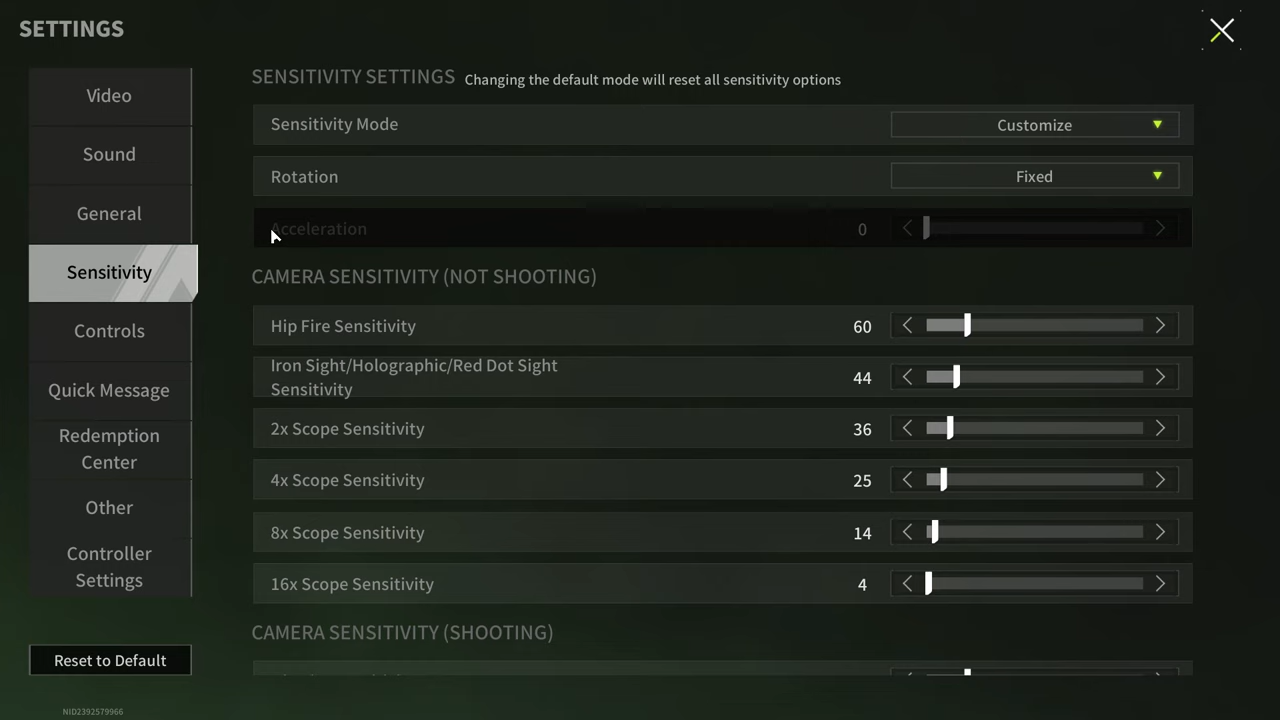 SETTINGS
Video
Sound
General
Sensitivity
Controls
Quick Message
Redemption
Center
Other
Controller
Settings
Reset to Default
NID2392579966
SENSITIVITY SETTINGS Changing the default mode will reset all sensitivity options
Sensitivity Mode Customize
Rotation Fixed
Acceleration 0
CAMERA SENSITIVITY (NOT SHOOTING)
Hip Fire Sensitivity 60
Iron Sight/Holographic/Red Dot Sight
Sensitivity 44
2x Scope Sensitivity 36
4x Scope Sensitivity 25
8x Scope Sensitivity 14
16x Scope Sensitivity 4
CAMERA SENSITIVITY (SHOOTING)